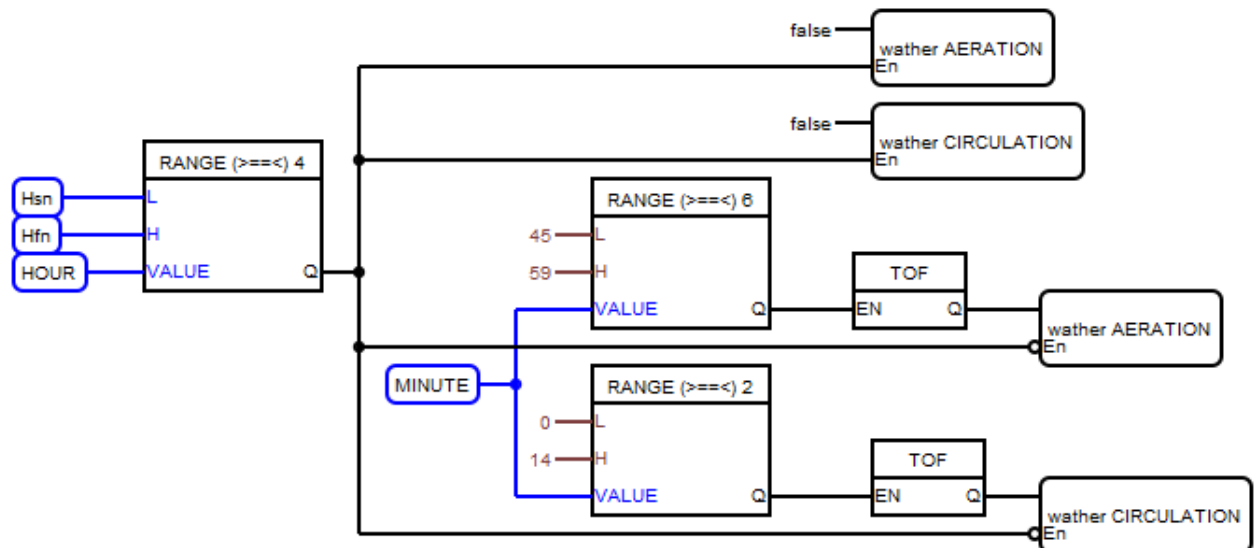 false
wather AERATION
En
false
wather CIRCULATION
En
RANGE (>==<) 4
Hsn
L
Hfn
H
HOUR
VALUE
Q
RANGE (>==<) 6
45
L
59
H
VALUE
Q
TOF
EN
Q
wather AERATION
En
MINUTE
RANGE (>==<) 2
0
L
14
H
VALUE
Q
TOF
EN
Q
wather CIRCULATION
En